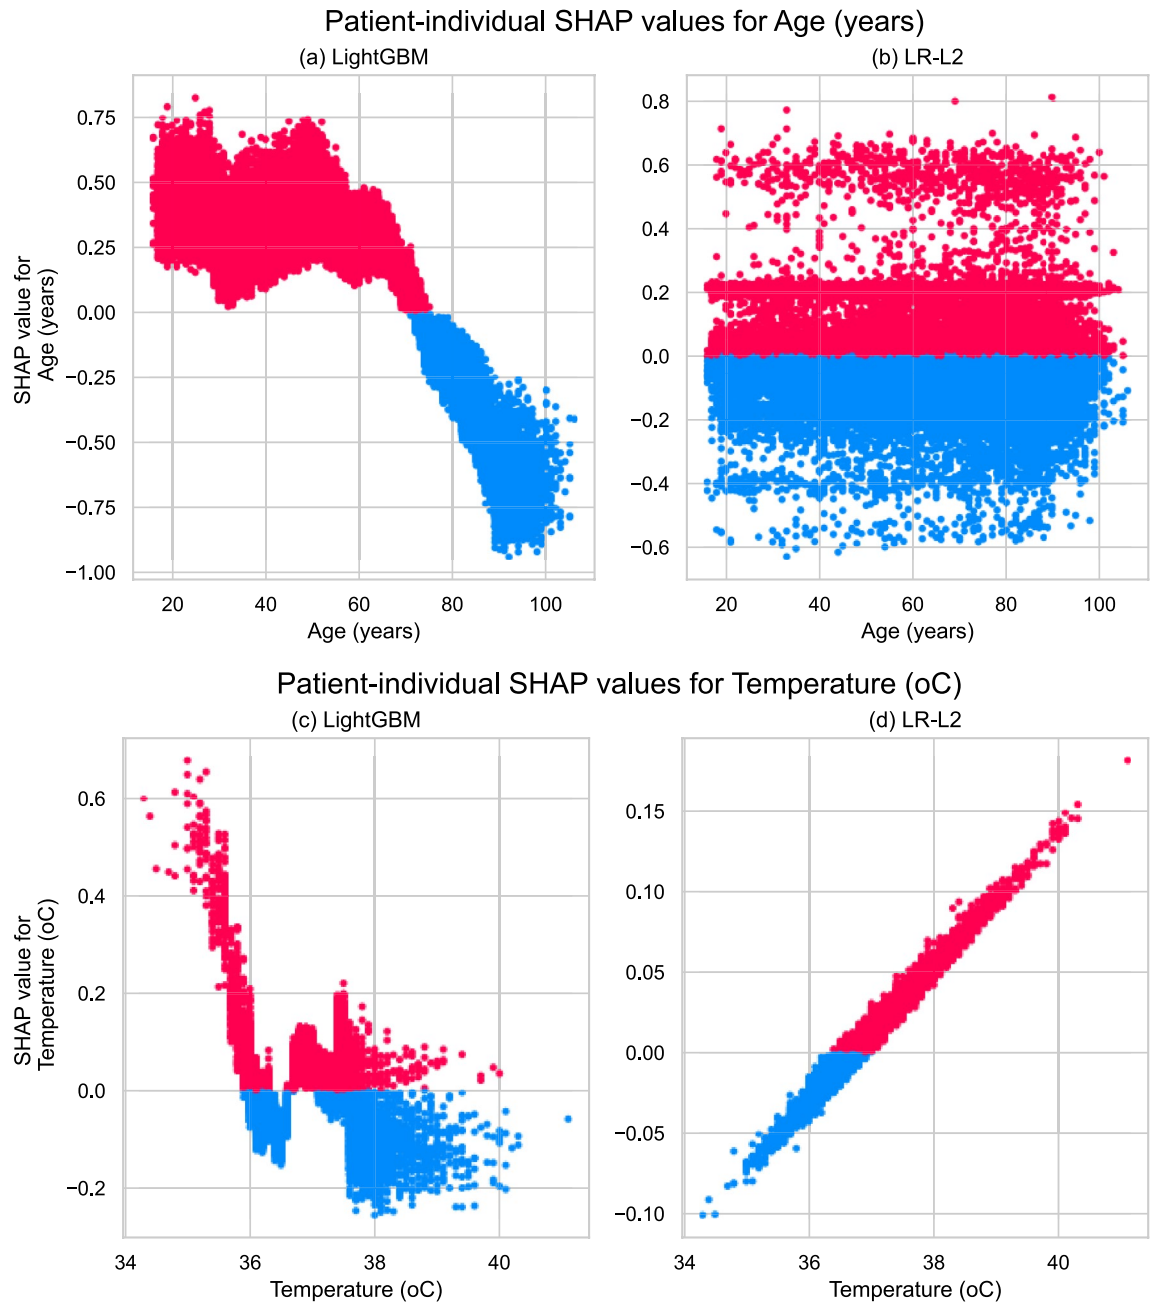 Patient-individual SHAP values for Age (years)
(a) LightGBM
(b) LR-L2
SHAP value for
Age (years)
0.75
0.50
0.25
0.00
−0.25
−0.50
−0.75
−1.00
20 40 60 80 100
Age (years)
0.8
0.6
0.4
0.2
0.0
−0.2
−0.4
−0.6
20 40 60 80 100
Age (years)
Patient-individual SHAP values for Temperature (oC)
(c) LightGBM
(d) LR-L2
SHAP value for
Temperature (oC)
0.6
0.4
0.2
0.0
−0.2
34 36 38 40
Temperature (oC)
0.15
0.10
0.05
0.00
−0.05
−0.10
34 36 38 40
Temperature (oC)